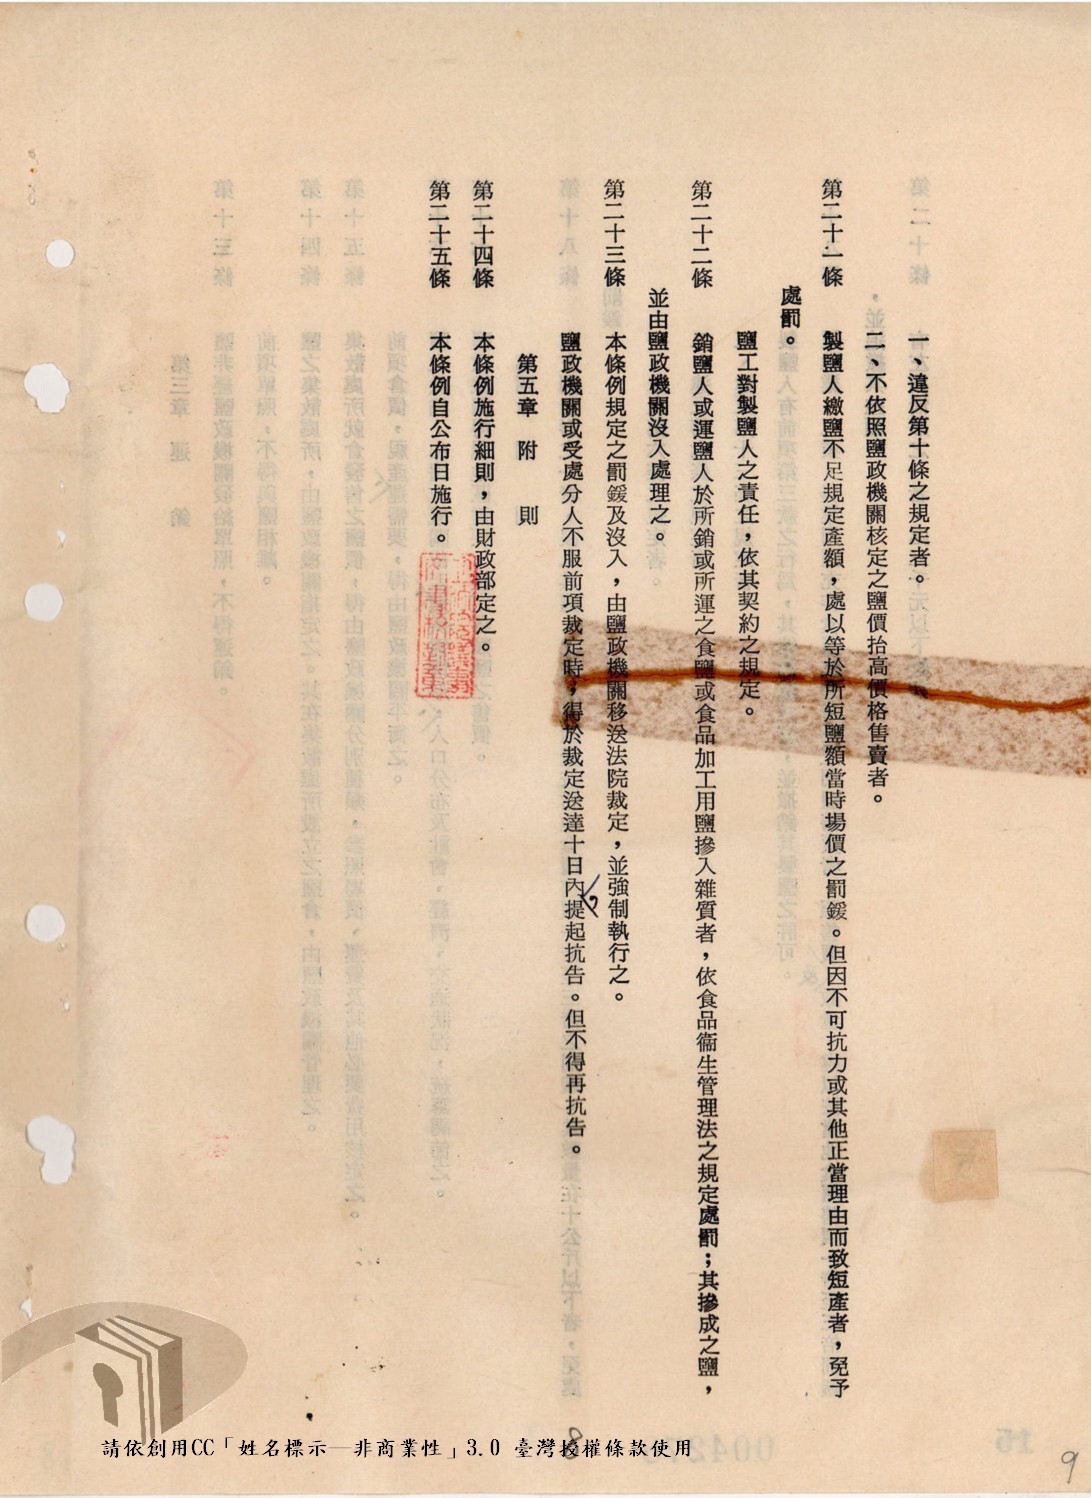 一、違反第十條之規定者。
二、不依照鹽政機關核定之鹽價抬高價格售賣者。
第二十一條　製鹽人繳鹽不足規定產額，處以等於所短鹽額當時場價之罰鍰。但因不可抗力或其他正當理由而致短產者，免予
處罰。
鹽工對製鹽人之責任，依其契約之規定。
第二十二條　銷鹽人或運鹽人於所銷或所運之食鹽或食品加工用鹽摻入雜質者，依食品衞生管理法之規定處罰；其摻成之鹽，
並由鹽政機關沒入處理之。
第二十三條　本條例規定之罰鍰及沒入，由鹽政機關移送法院裁定，並強制執行之。
鹽政機關或受處分人不服前項裁定時，得於裁定送達十日內提起抗告。但不得再抗告。
第五章　附　則
第二十四條　本條例施行細則，由財政部定之。
第二十五條　本條例自公布日施行。
8
9
請依創用CC「姓名標示—非商業性」3.0 臺灣授權條款使用